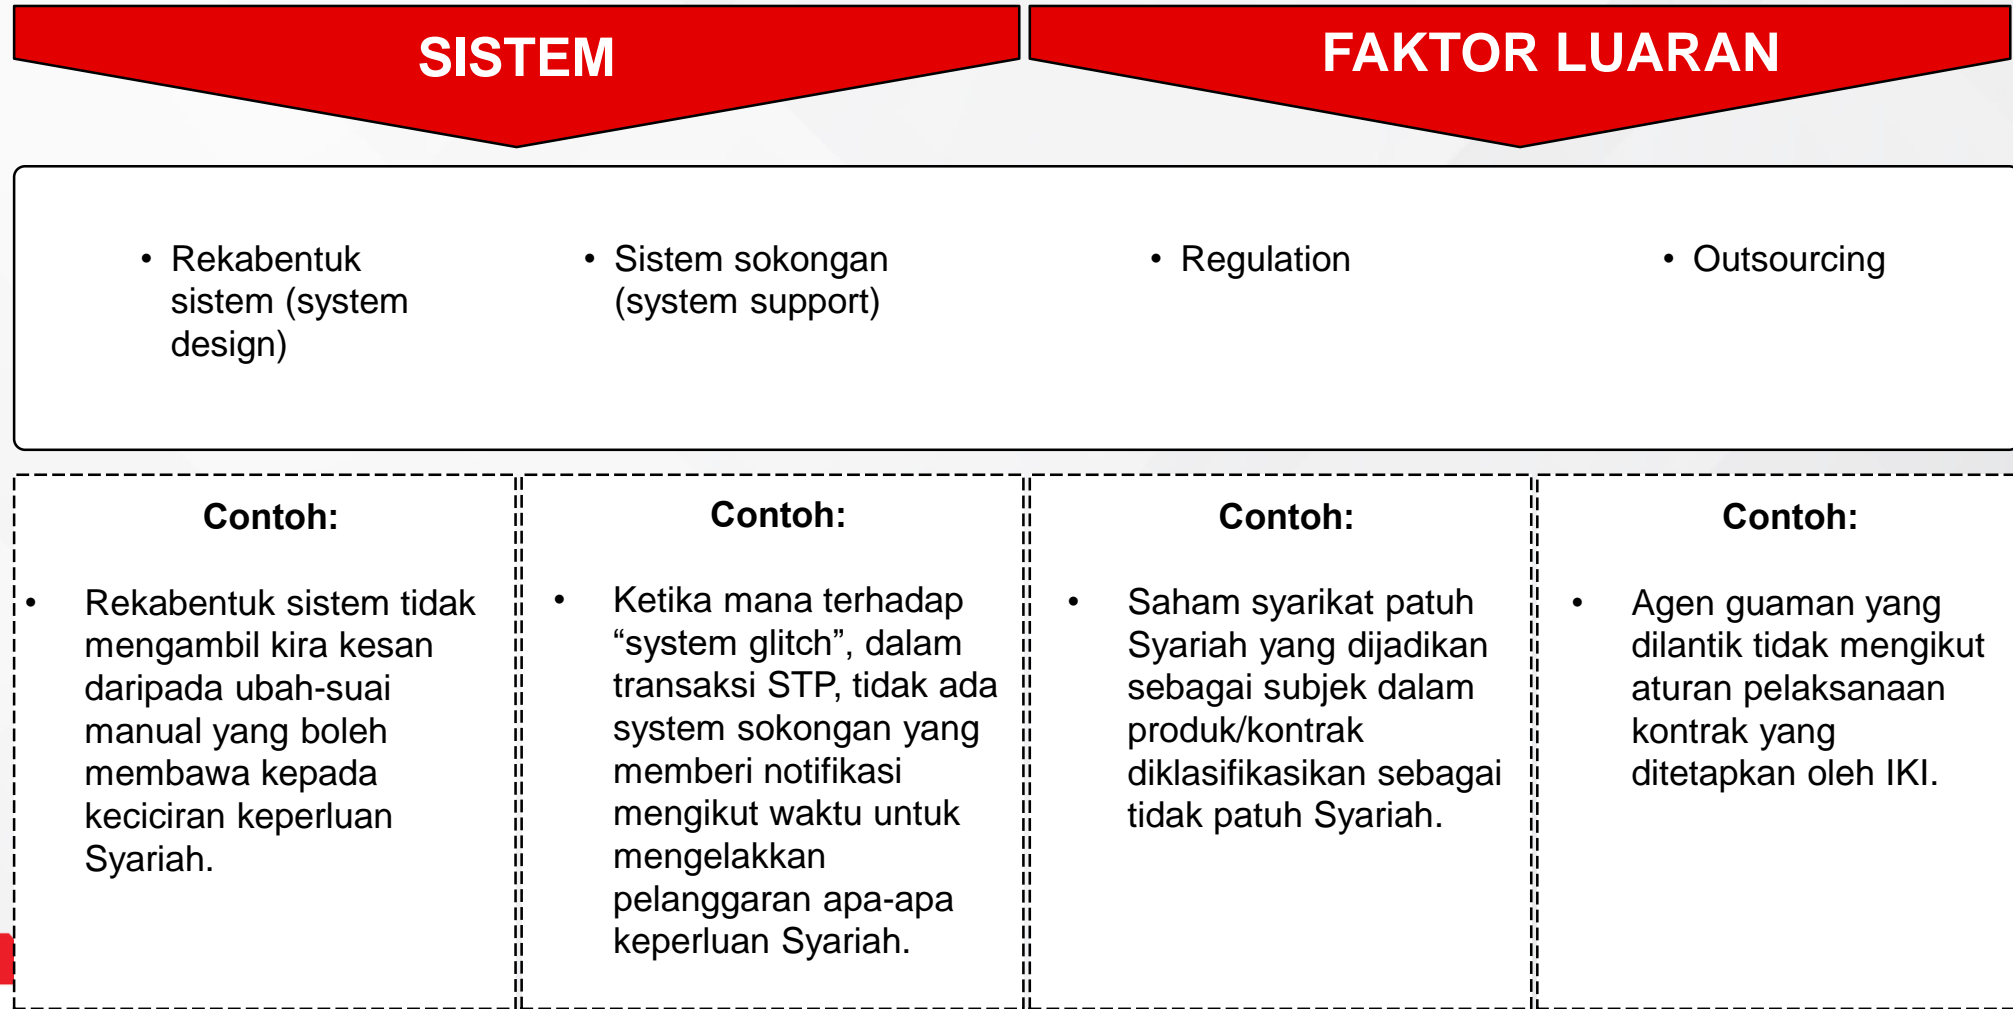 SISTEM
FAKTOR LUARAN
• Rekabentuk
sistem (system
design)
• Sistem sokongan
(system support)
• Regulation
• Outsourcing
Contoh:
• Rekabentuk sistem tidak
mengambil kira kesan
daripada ubah-suai
manual yang boleh
membawa kepada
keciciran keperluan
Syariah.
Contoh:
• Ketika mana terhadap
“system glitch”, dalam
transaksi STP, tidak ada
system sokongan yang
memberi notifikasi
mengikut waktu untuk
mengelakkan
pelanggaran apa-apa
keperluan Syariah.
Contoh:
• Saham syarikat patuh
Syariah yang dijadikan
sebagai subjek dalam
produk/kontrak
diklasifikasikan sebagai
tidak patuh Syariah.
Contoh:
• Agen guaman yang
dilantik tidak mengikut
aturan pelaksanaan
kontrak yang
ditetapkan oleh IKI.